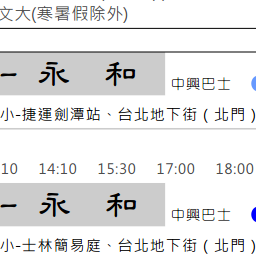 文大(寒暑假除外)
– 永 和
中興巴士
小-捷運劍潭站、台北地下街（北門）
10 14:10 15:30 17:00 18:00
– 永 和
中興巴士
小-士林簡易庭、台北地下街（北門）